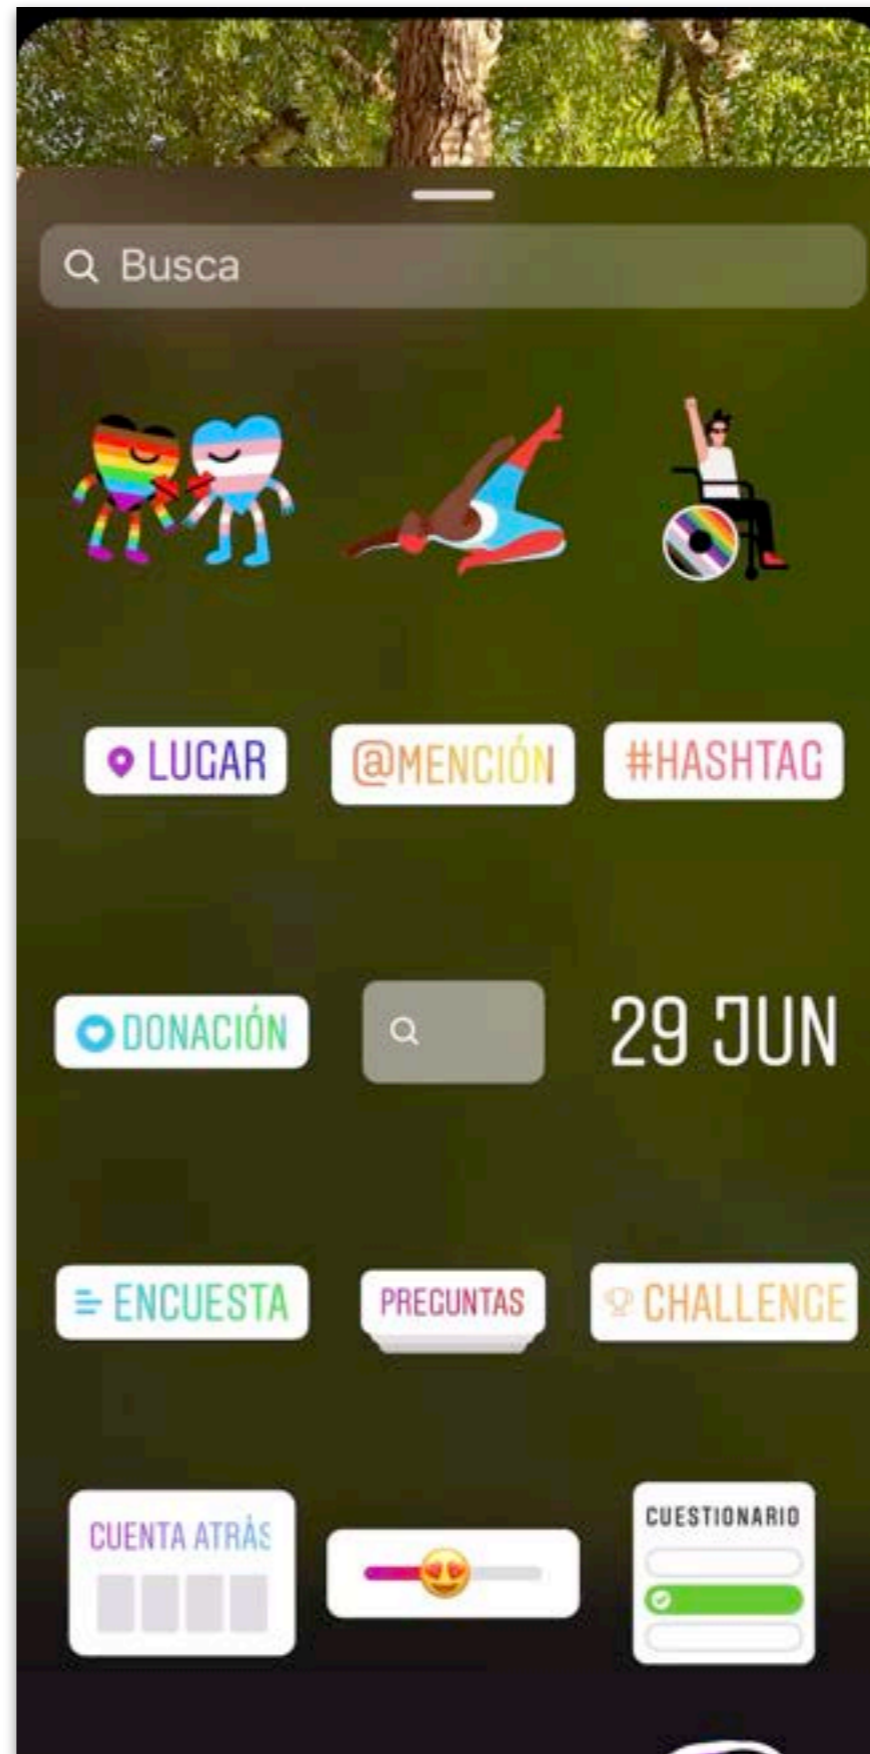 Busca
LUGAR
@MENCIÓN
#HASHTAG
DONACIÓN
29 JUN
ENCUESTA
PREGUNTAS
CHALLENGE
CUENTA ATRÁS
CUESTIONARIO